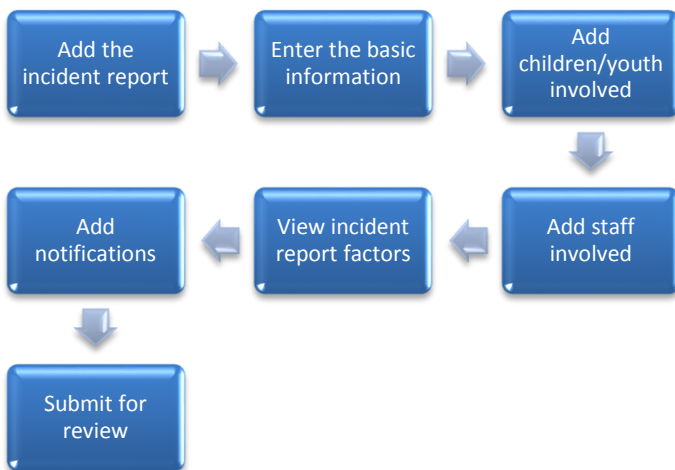 Add the
incident report
Enter the basic
information
Add
children/youth
involved
Add staff
involved
View incident
report factors
Add
notifications
Submit for
review